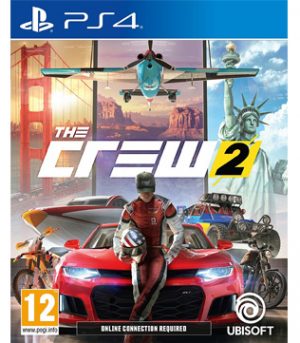 PS4
THE
CREW 2
12
www.pegi.info
ONLINE CONNECTION REQUIRED
UBISOFT